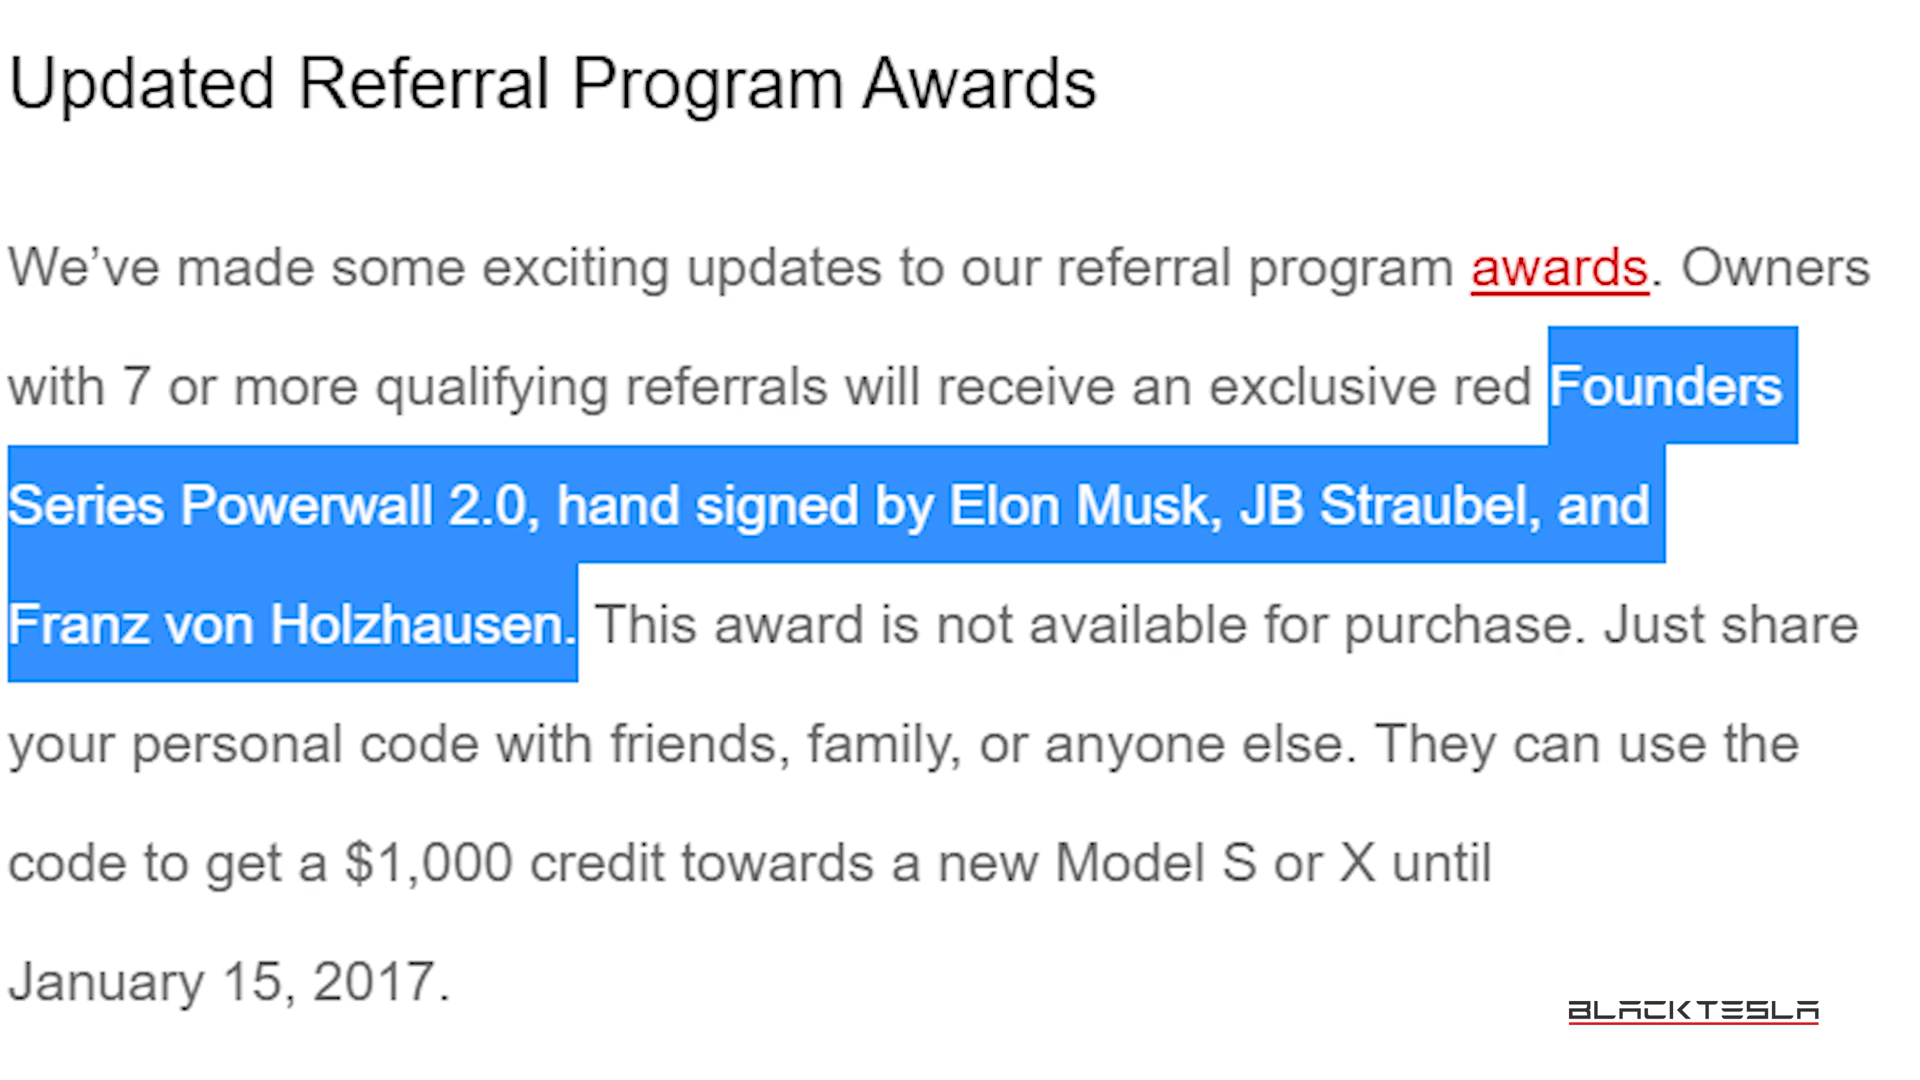 Updated Referral Program Awards
We’ve made some exciting updates to our referral program awards. Owners
with 7 or more qualifying referrals will receive an exclusive red Founders
Series Powerwall 2.0, hand signed by Elon Musk, JB Straubel, and
Franz von Holzhausen. This award is not available for purchase. Just share
your personal code with friends, family, or anyone else. They can use the
code to get a $1,000 credit towards a new Model S or X until
January 15, 2017.
BLACKTESLA